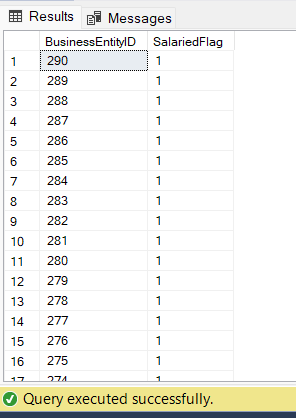 Results Messages
BusinessEntityID SalariedFlag
1 290 1
2 289 1
3 288 1
4 287 1
5 286 1
6 285 1
7 284 1
8 283 1
9 282 1
10 281 1
11 280 1
12 279 1
13 278 1
14 277 1
15 276 1
16 275 1
17 274 1
Query executed successfully.